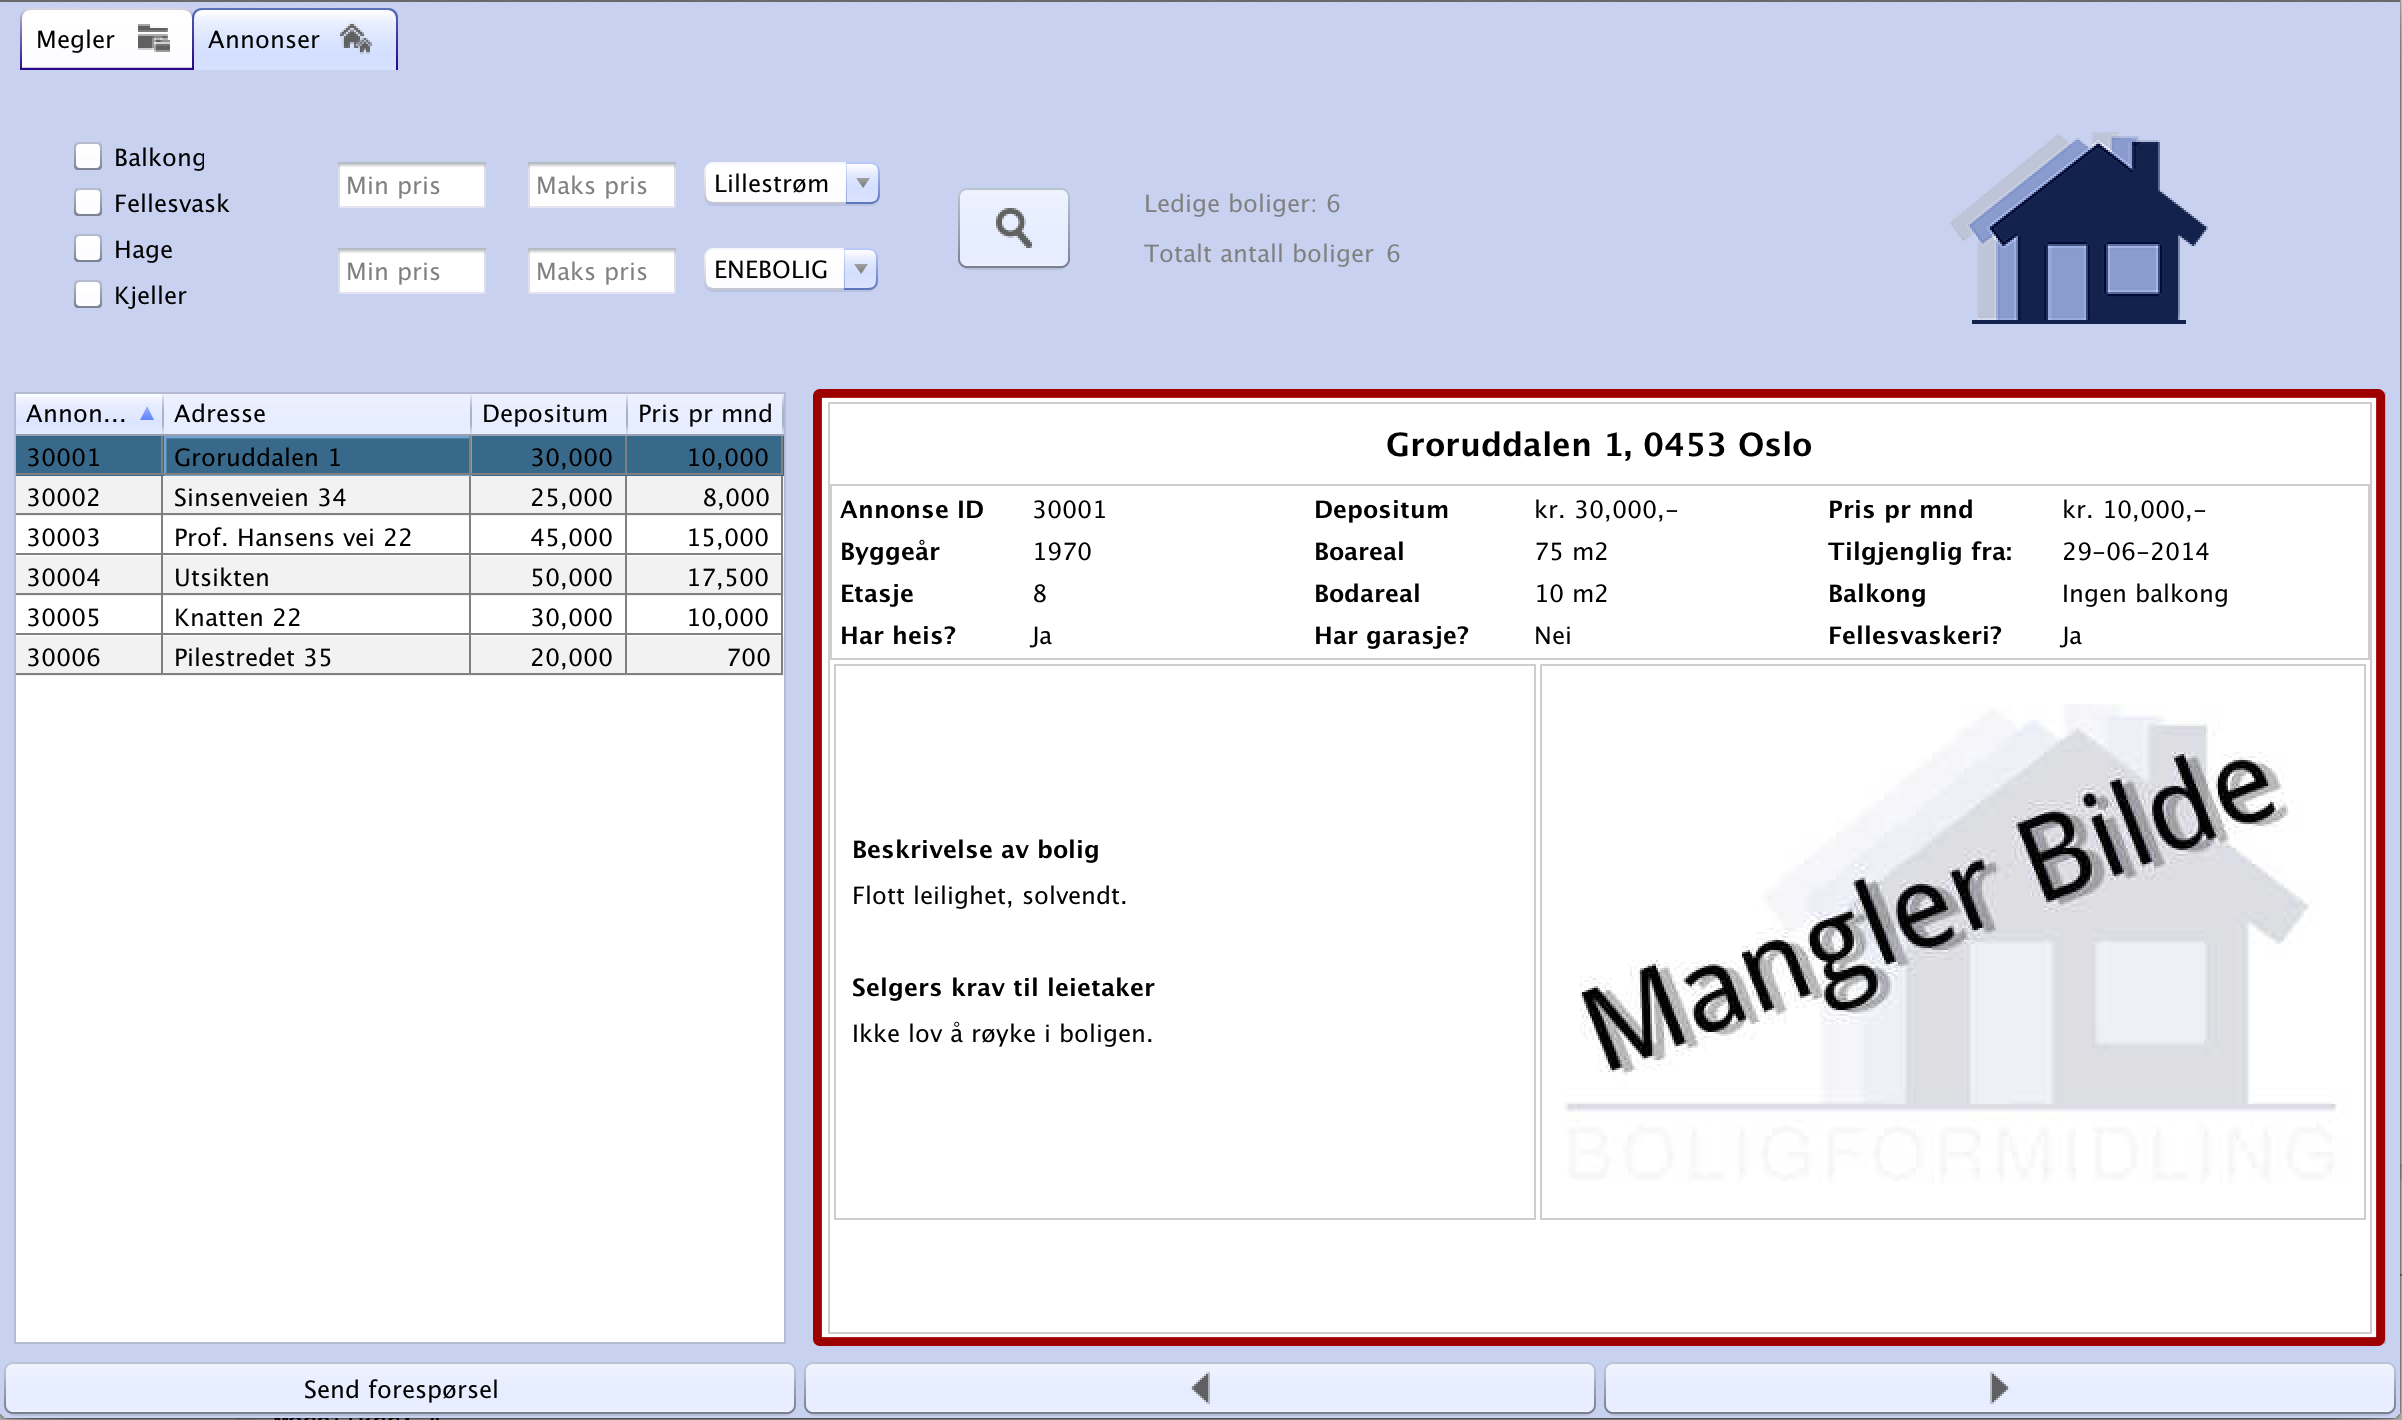 Megler
Annonser
Balkong
Fellesvask
Hage
Kjeller
Min pris
Maks pris
Lillestrøm
Min pris
Maks pris
ENEBOLIG
Ledige boliger: 6
Totalt antall boliger 6
Annon... Adresse Depositum Pris pr mnd
30001 Groruddalen 1 30,000 10,000
30002 Sinsenveien 34 25,000 8,000
30003 Prof. Hansens vei 22 45,000 15,000
30004 Utsikten 50,000 17,500
30005 Knatten 22 30,000 10,000
30006 Pilestredet 35 20,000 700
Groruddalen 1, 0453 Oslo
Annonse ID 30001 Depositum kr. 30,000,- Pris pr mnd kr. 10,000,-
Byggeår 1970 Boareal 75 m2 Tilgjenglig fra: 29-06-2014
Etasje 8 Bodareal 10 m2 Balkong Ingen balkong
Har heis? Ja Har garasje? Nei Fellesvaskeri? Ja
Beskrivelse av bolig
Flott leilighet, solvendt.
Selgers krav til leietaker
Ikke lov å røyke i boligen.
Mangler Bilde
BOLIGFORMIDLING
Send forespørsel